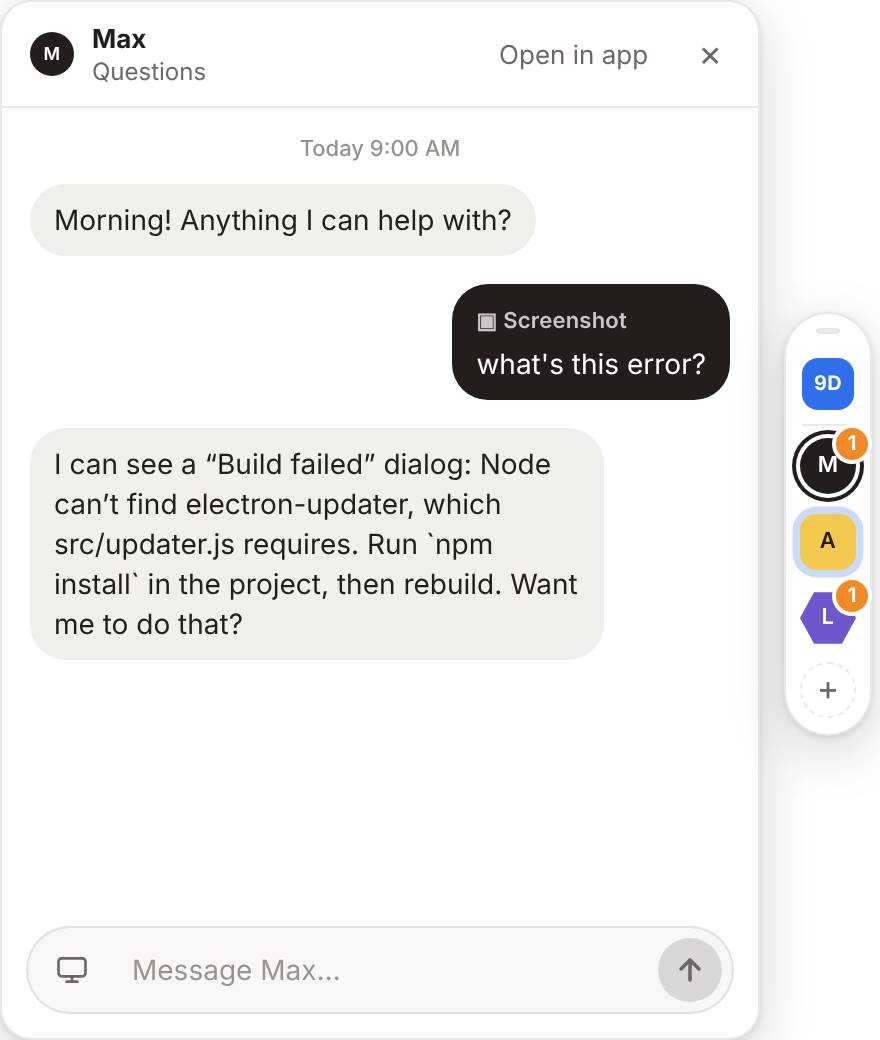 M
Max
Questions
Open in app
Today 9:00 AM
Morning! Anything I can help with?
Screenshot
what's this error?
I can see a “Build failed” dialog: Node
can’t find electron-updater, which
src/updater.js requires. Run `npm
install` in the project, then rebuild. Want
me to do that?
Message Max...
9D
M
1
A
L
1
+